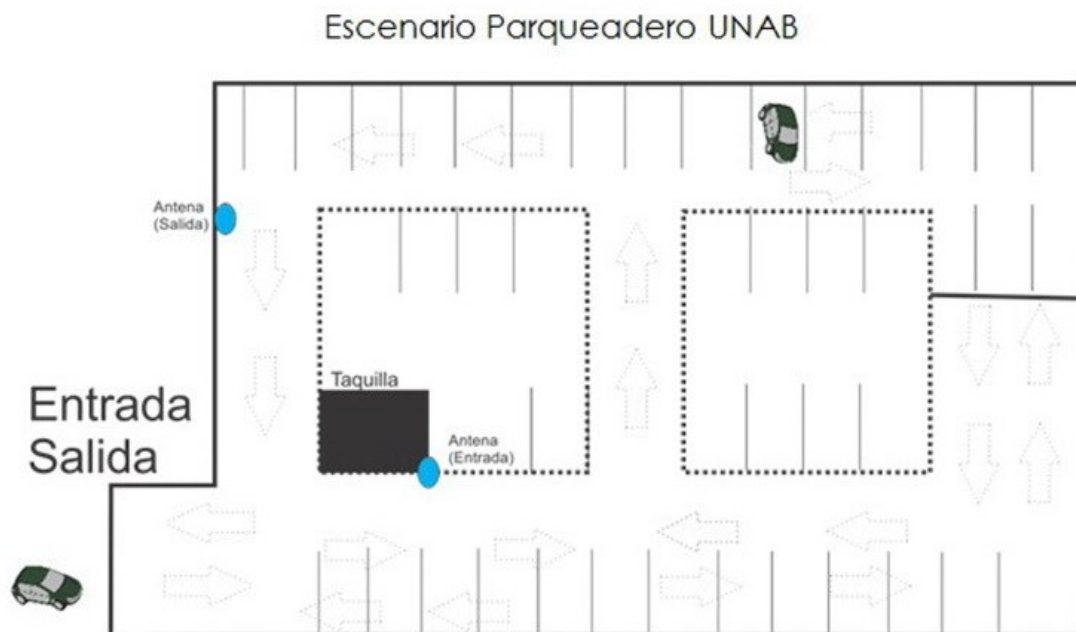 Escenario Parqueadero UNAB
Antena
(Salida)
Taquilla
Entrada
Salida
Antena
(Entrada)